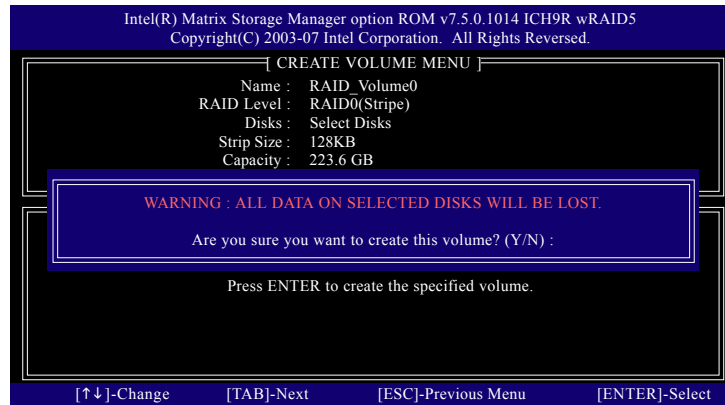 Intel(R) Matrix Storage Manager option ROM v7.5.0.1014 ICH9R wRAID5
Copyright(C) 2003-07 Intel Corporation. All Rights Reversed.
[ CREATE VOLUME MENU ]
Name : RAID_Volume0
RAID Level : RAID0(Stripe)
Disks : Select Disks
Strip Size : 128KB
Capacity : 223.6 GB
WARNING : ALL DATA ON SELECTED DISKS WILL BE LOST.
Are you sure you want to create this volume? (Y/N) :
Press ENTER to create the specified volume.
[↑↓]-Change [TAB]-Next [ESC]-Previous Menu [ENTER]-Select